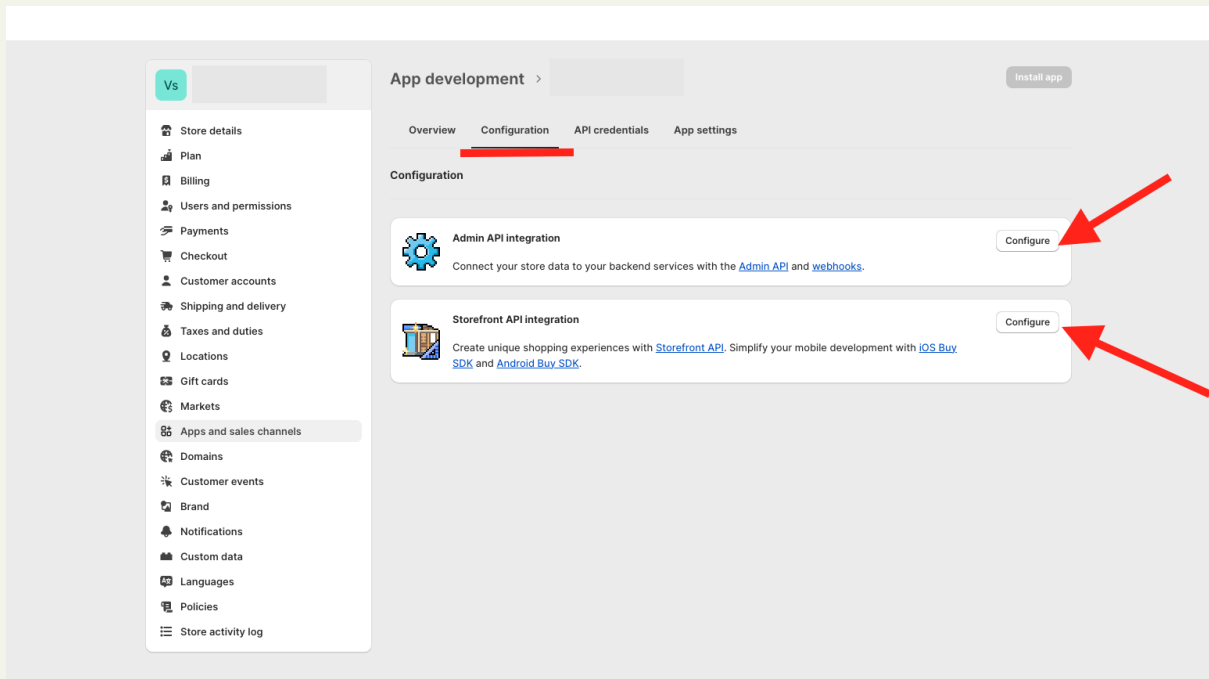 Vs
Store details
Plan
Billing
Users and permissions
Payments
Checkout
Customer accounts
Shipping and delivery
Taxes and duties
Locations
Gift cards
Markets
Apps and sales channels
Domains
Customer events
Brand
Notifications
Custom data
Languages
Policies
Store activity log
App development >
Install app
Overview Configuration API credentials App settings
Configuration
Admin API integration
Configure
Connect your store data to your backend services with the Admin API and webhooks.
Storefront API integration
Configure
Create unique shopping experiences with Storefront API. Simplify your mobile development with iOS Buy
SDK and Android Buy SDK.